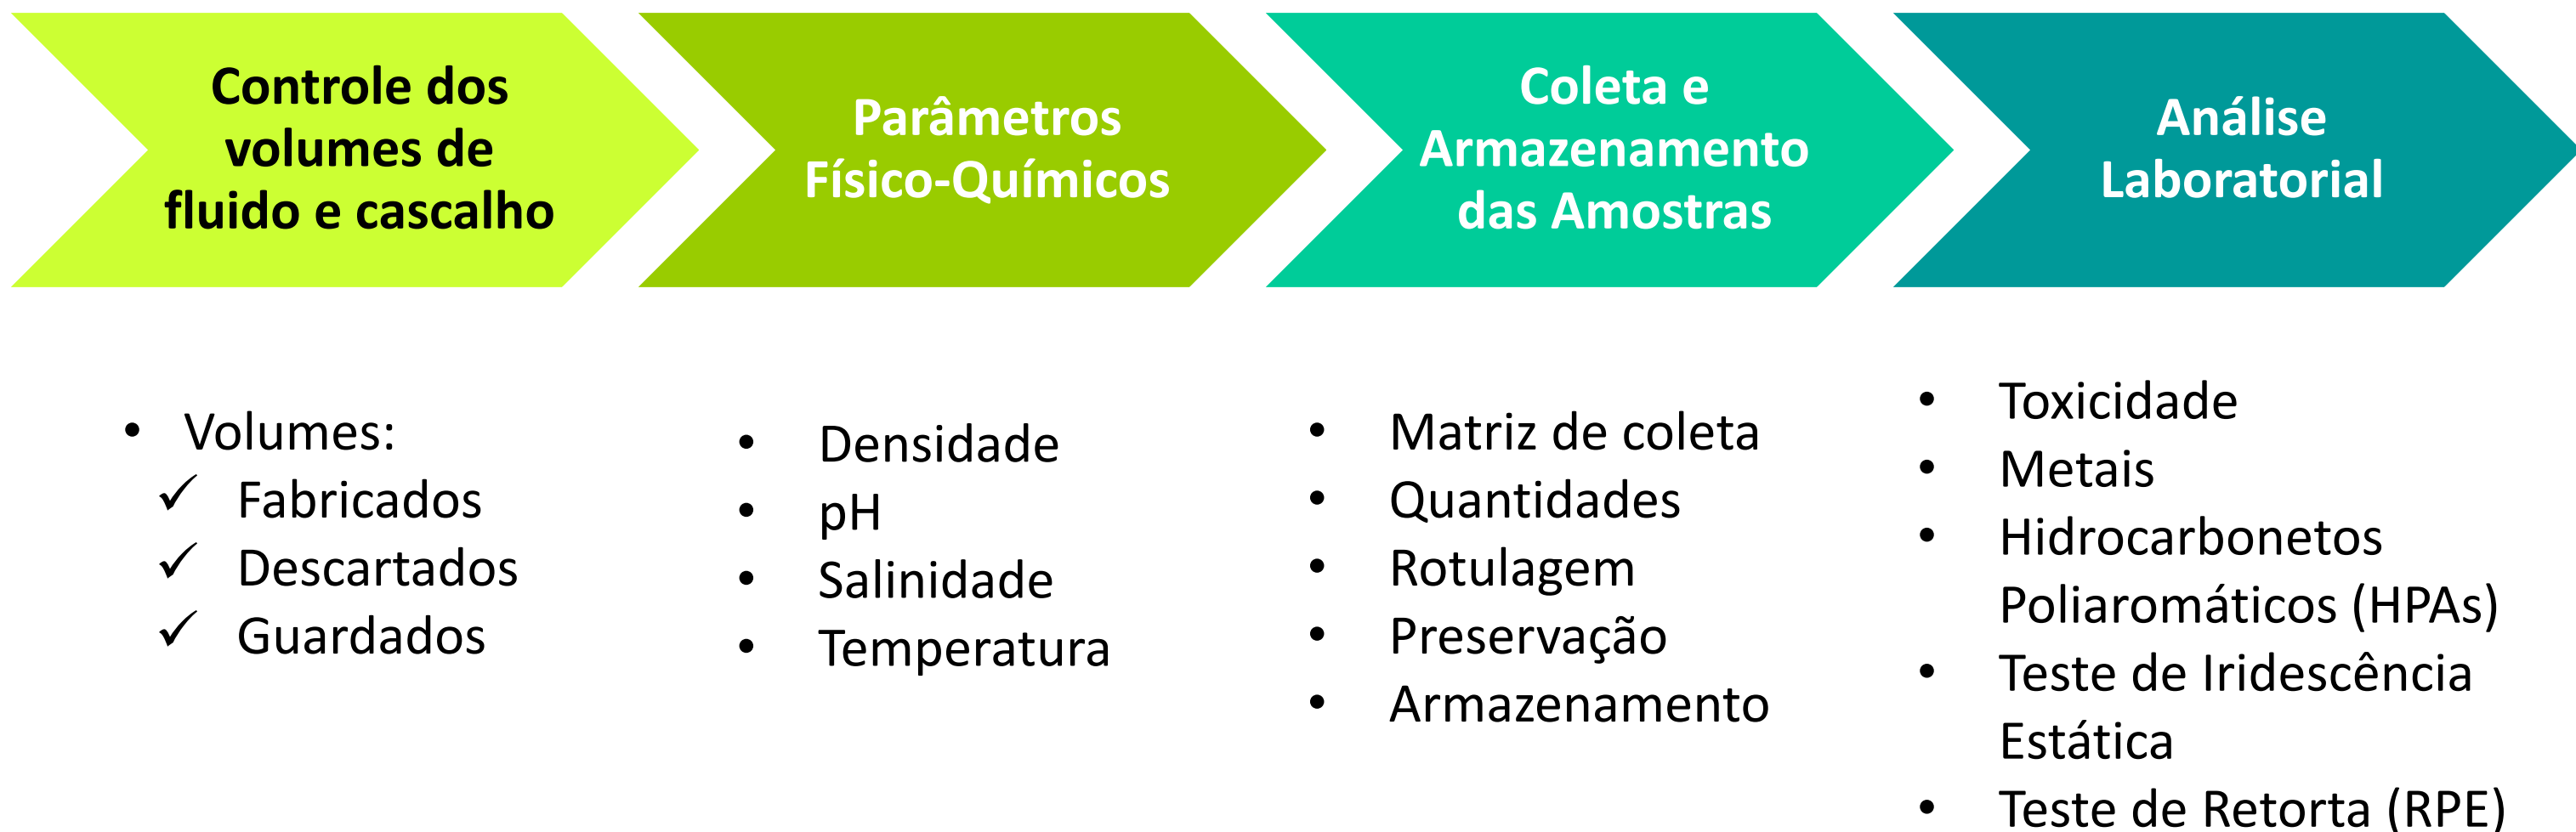 Controle dos
volumes de
fluido e cascalho
Parâmetros
Físico-Químicos
Coleta e
Armazenamento
das Amostras
Análise
Laboratorial
• Volumes:
✓ Fabricados
✓ Descartados
✓ Guardados
• Densidade
• pH
• Salinidade
• Temperatura
• Matriz de coleta
• Quantidades
• Rotulagem
• Preservação
• Armazenamento
• Toxicidade
• Metais
• Hidrocarbonetos
Poliaromáticos (HPAs)
• Teste de Iridescência
Estática
• Teste de Retorta (RPE)